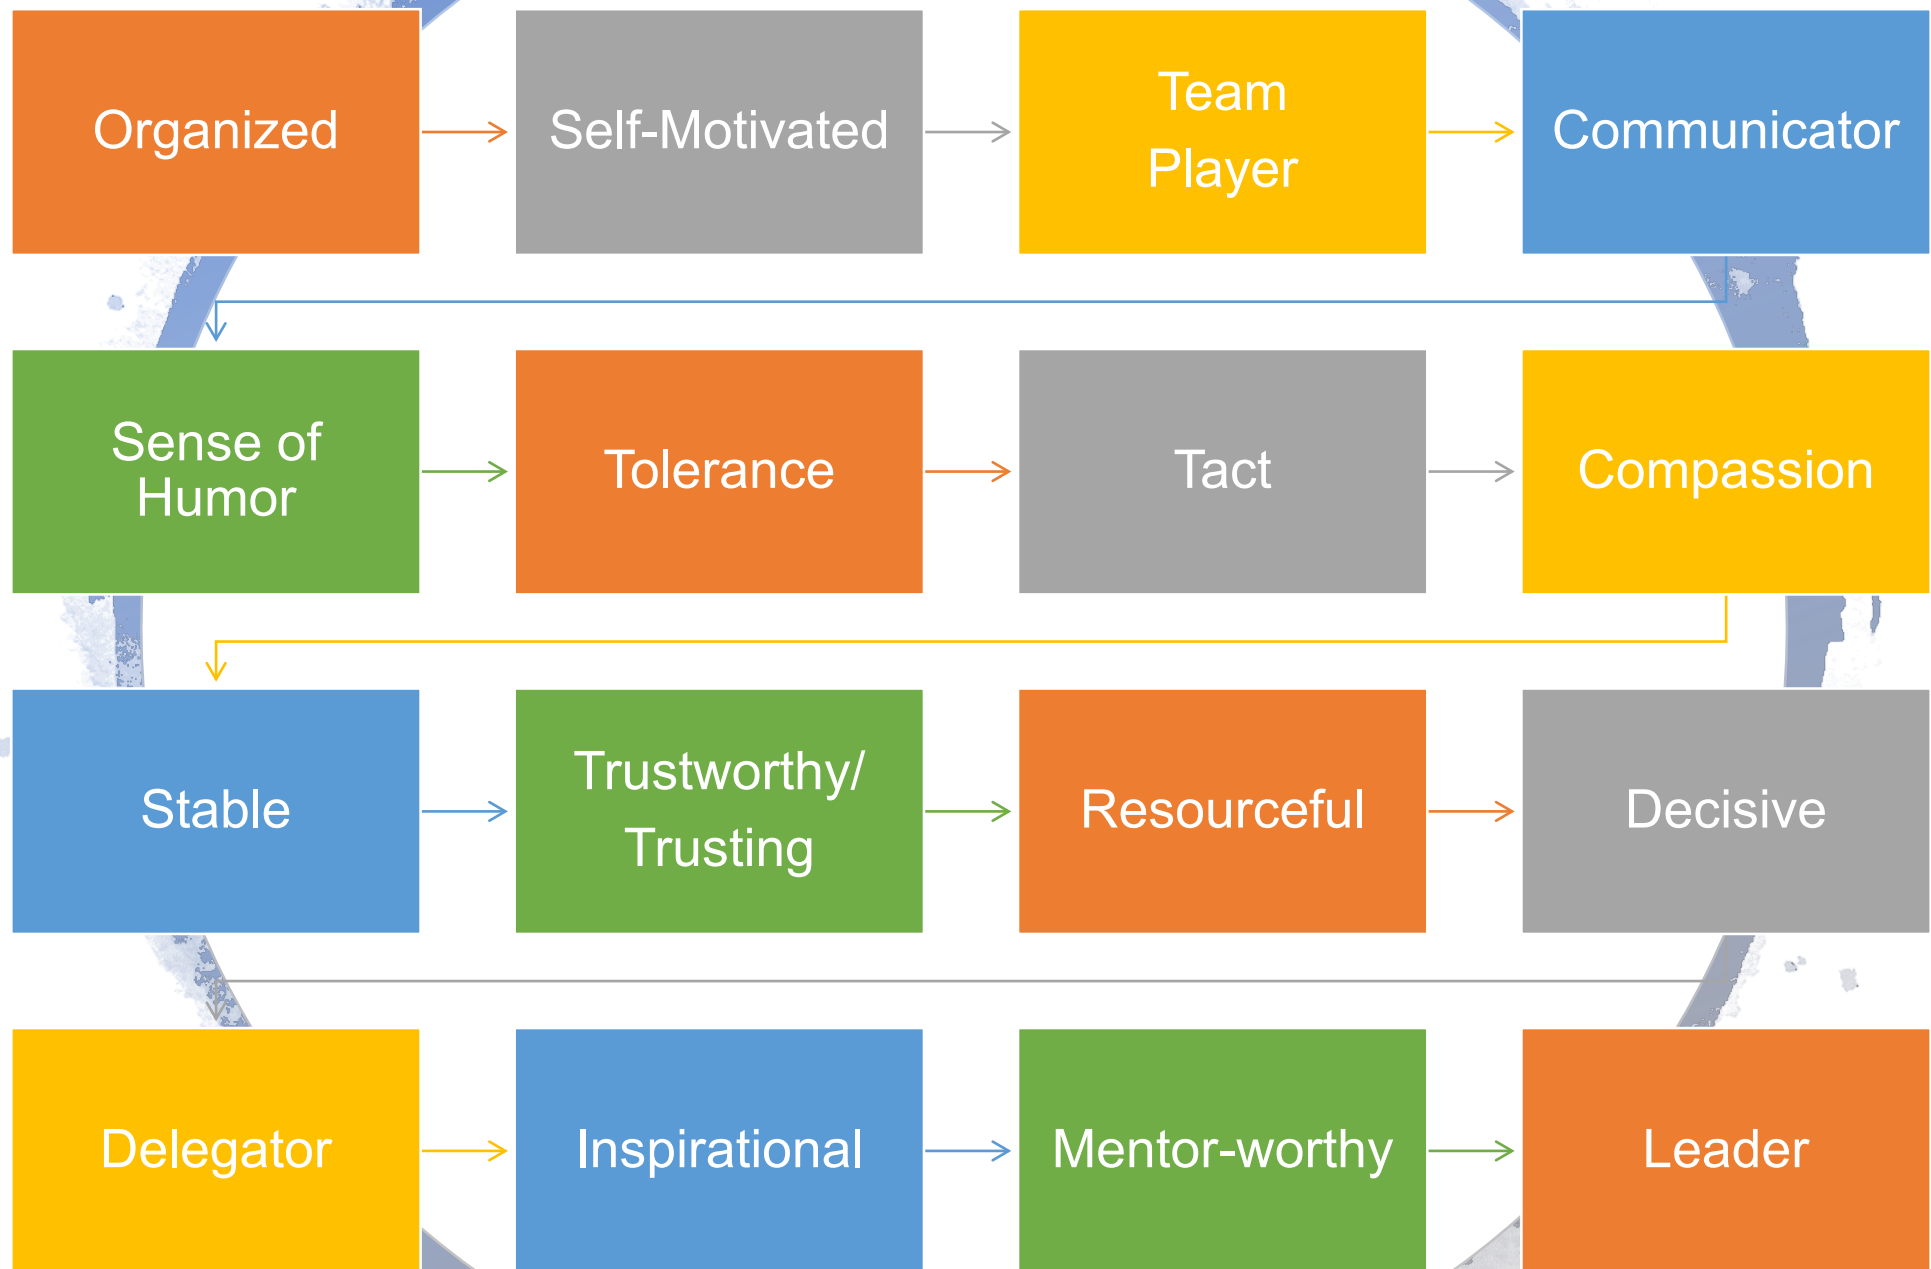 Organized
Self-Motivated
Team
Player
Communicator
Sense of
Humor
Tolerance
Tact
Compassion
Stable
Trustworthy/
Trusting
Resourceful
Decisive
Delegator
Inspirational
Mentor-worthy
Leader